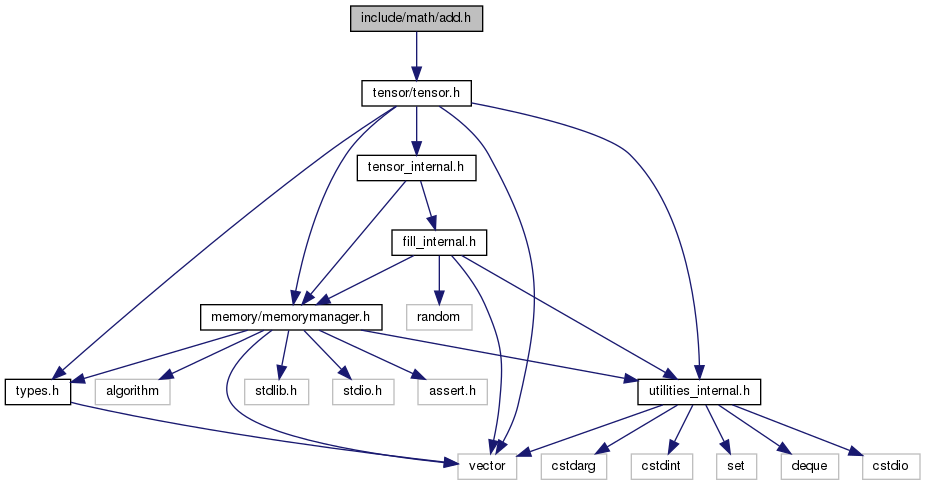 include/math/add.h
tensor/tensor.h
tensor_internal.h
fill_internal.h
memory/memorymanager.h
random
types.h
algorithm
stdlib.h
stdio.h
assert.h
utilities_internal.h
vector
cstdarg
cstdint
set
deque
cstdio